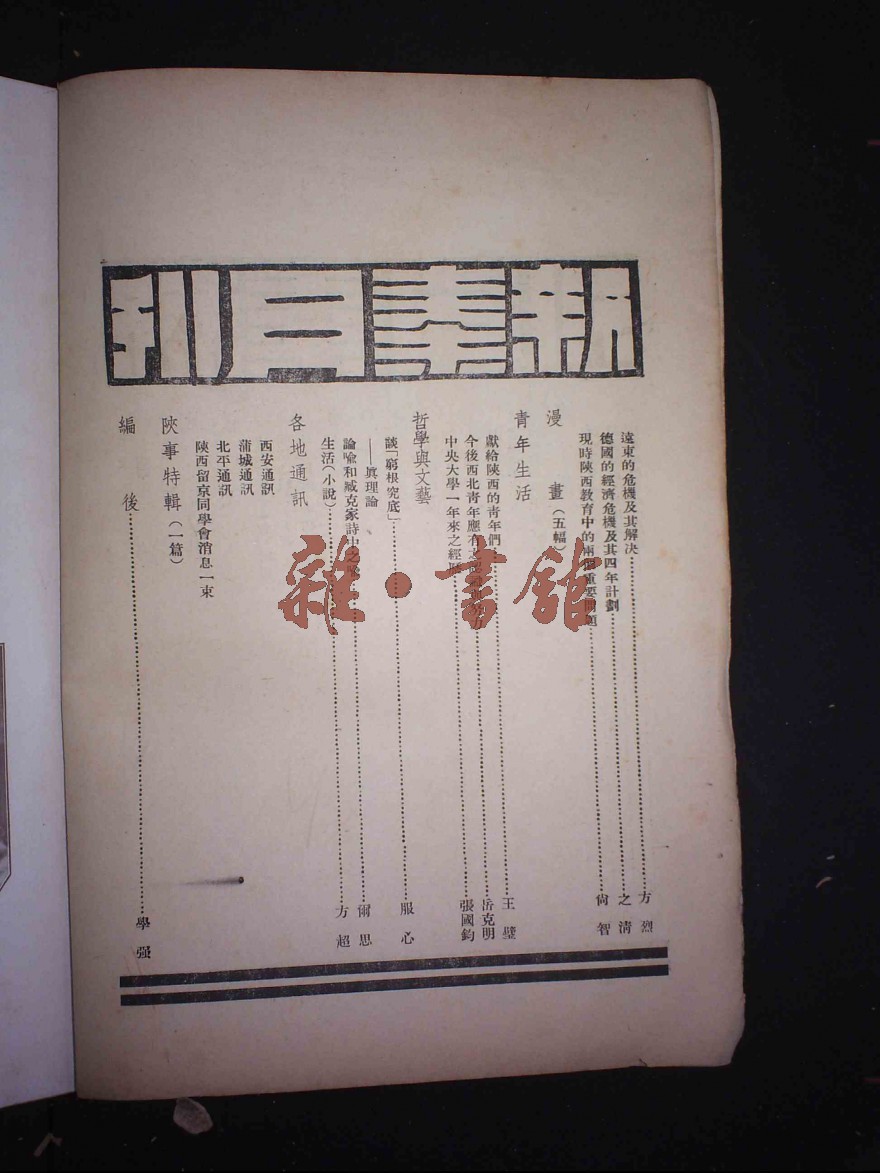 新秦月刊
遠東的危機及其解決……方烈
德國的經濟危機及其四年計劃……之清
現時陝西教育中的兩個重要問題……尙智
漫畫(五幅)
青年生活
獻給陝西的青年們……王璧
今後西北青年應有之……岳克明
中央大學一年來之經歷……張國鈞
哲學與文藝
談「窮根究底」……服心
——眞理論
論喩和臧克家詩中之……爾思
生活(小說)……方超
各地通訊
西安通訊
蒲城通訊
北平通訊
陝西留京同學會消息一束
陝事特輯(一篇)
編後……學强
雜·書館